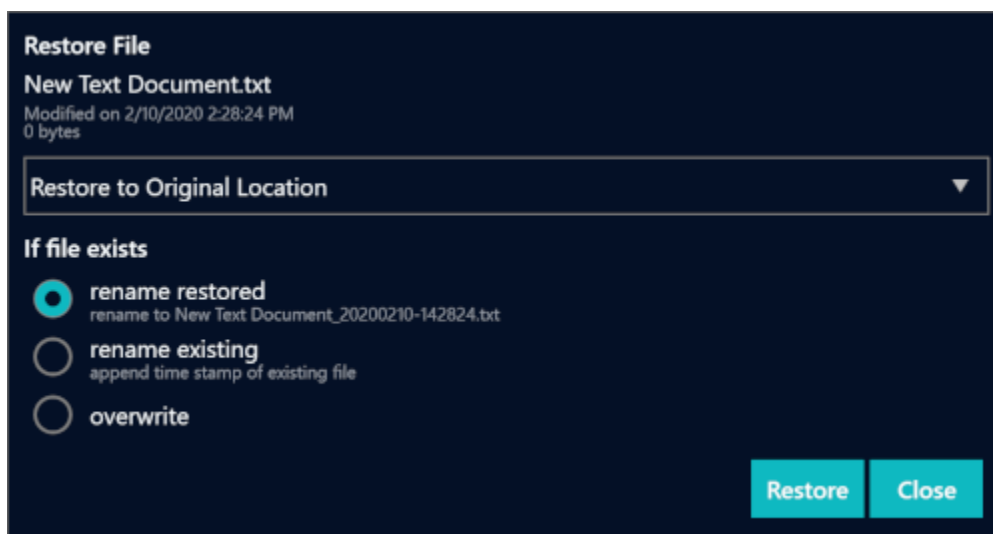 Restore File
New Text Document.txt
Modified on 2/10/2020 2:28:24 PM
0 bytes
Restore to Original Location
If file exists
rename restored
rename to New Text Document_20200210-142824.txt
rename existing
append time stamp of existing file
overwrite
Restore Close